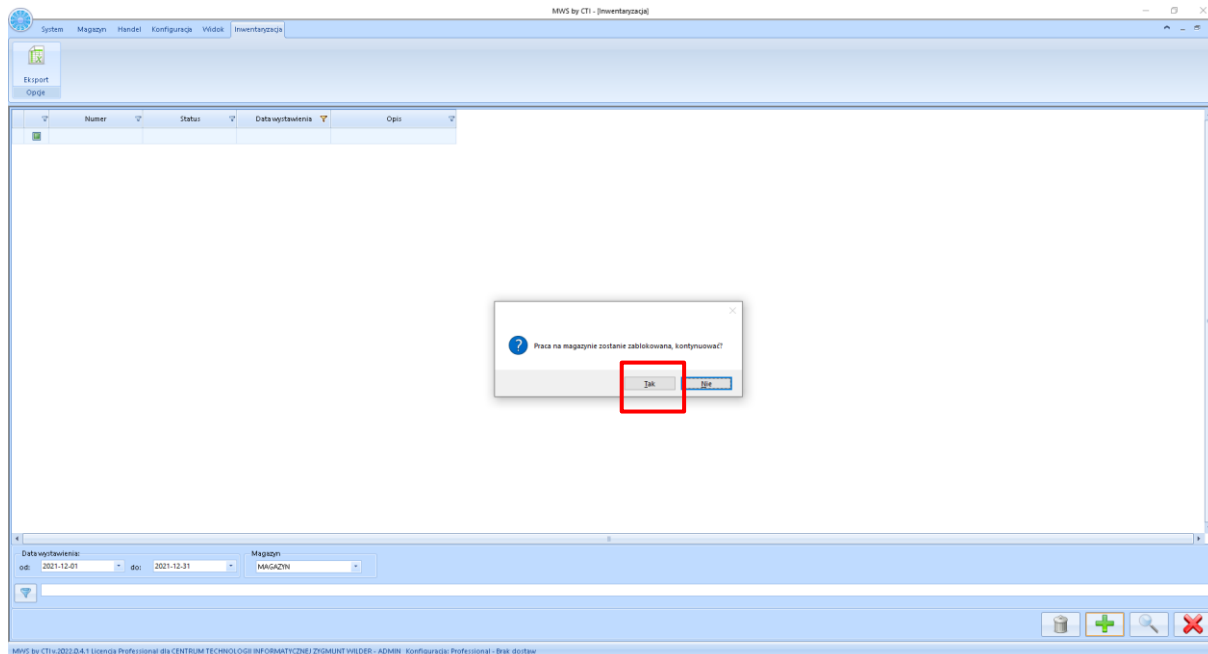 MWS by CTI - [Inwentaryzacja]
System Magazyn Handel Konfiguracja Widok Inwentaryzacja
Eksport
Opcje
Numer Status Data wystawienia Opis
Praca na magazynie zostanie zablokowana, kontynuować?
Tak Nie
Data wystawienia: Magazyn
od: 2021-12-01 do: 2021-12-31 MAGAZYN
MWS by CTI v.2022.0.4.1 Licencja Professional dla CENTRUM TECHNOLOGII INFORMATYCZNEJ ZYGMUNT WILDER - ADMIN Konfiguracja: Professional - Brak dostaw